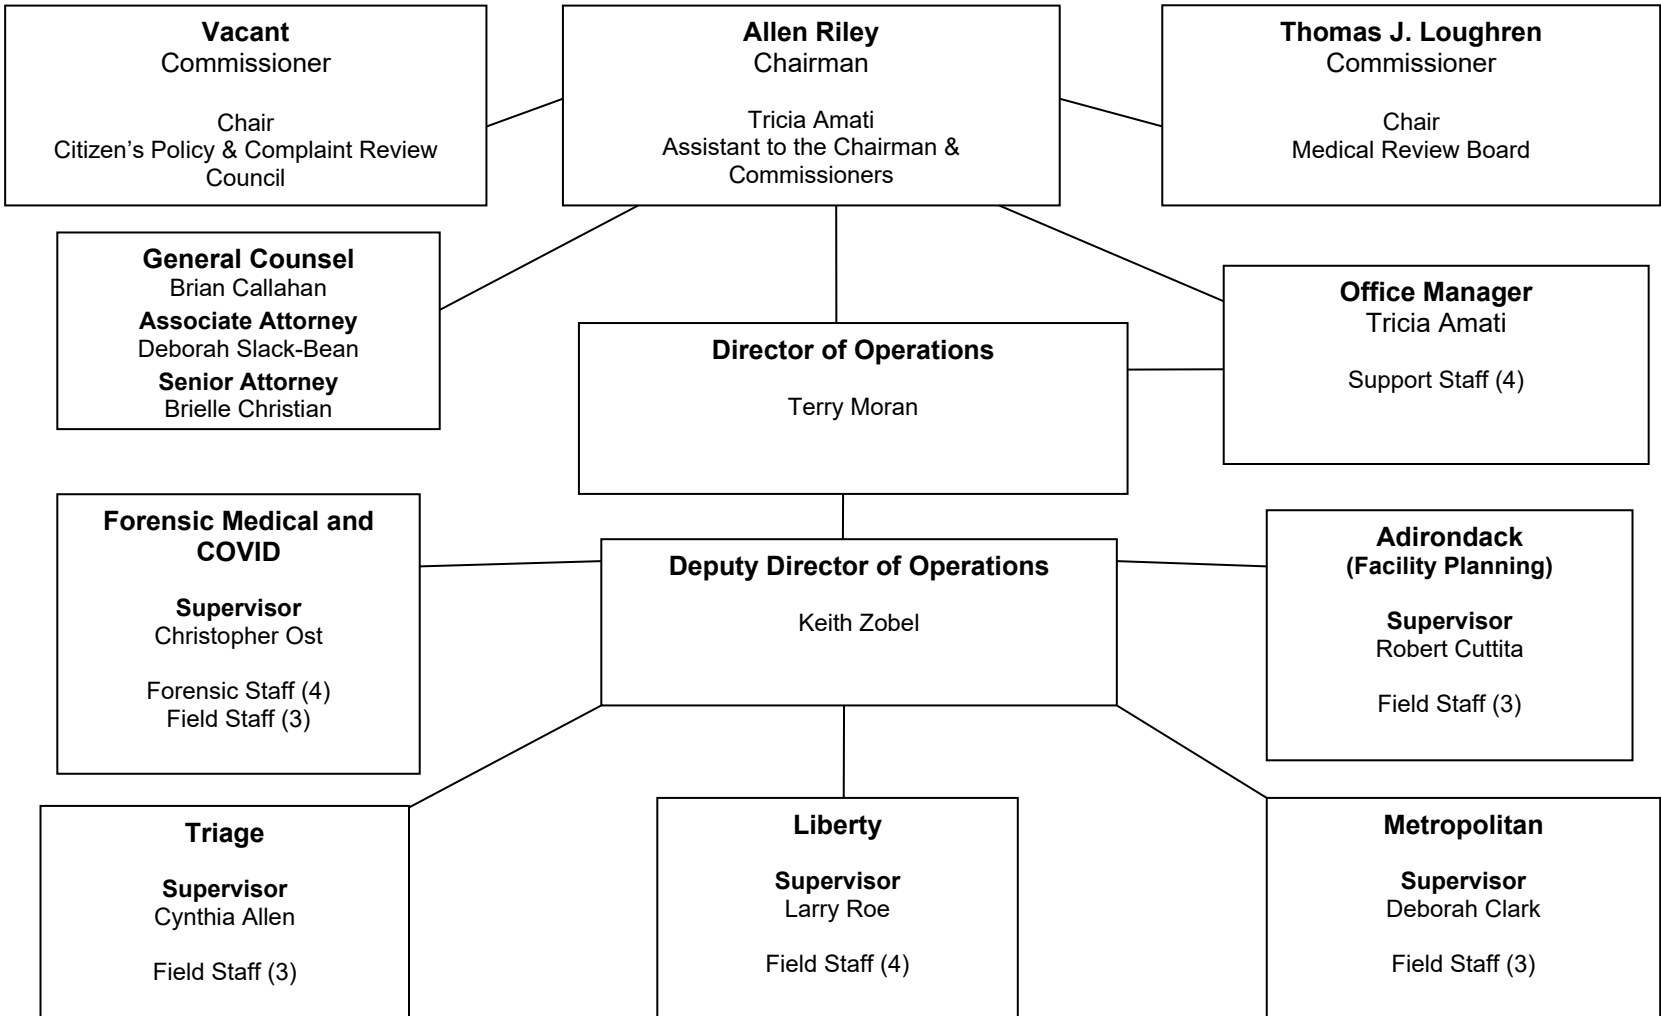 Vacant
Commissioner
Chair
Citizen’s Policy & Complaint Review
Council
Allen Riley
Chairman
Tricia Amati
Assistant to the Chairman &
Commissioners
Thomas J. Loughren
Commissioner
Chair
Medical Review Board
General Counsel
Brian Callahan
Associate Attorney
Deborah Slack-Bean
Senior Attorney
Brielle Christian
Director of Operations
Terry Moran
Office Manager
Tricia Amati
Support Staff (4)
Forensic Medical and
COVID
Supervisor
Christopher Ost
Forensic Staff (4)
Field Staff (3)
Deputy Director of Operations
Keith Zobel
Adirondack
(Facility Planning)
Supervisor
Robert Cuttita
Field Staff (3)
Triage
Supervisor
Cynthia Allen
Field Staff (3)
Liberty
Supervisor
Larry Roe
Field Staff (4)
Metropolitan
Supervisor
Deborah Clark
Field Staff (3)